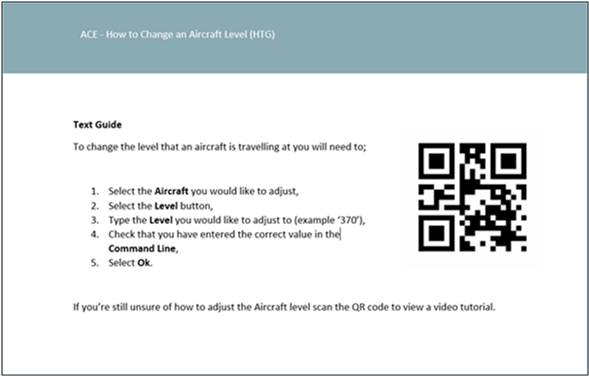 ACE - How to Change an Aircraft Level (HTG)
Text Guide
To change the level that an aircraft is travelling at you will need to;
1. Select the Aircraft you would like to adjust,
2. Select the Level button,
3. Type the Level you would like to adjust to (example ‘370’),
4. Check that you have entered the correct value in the
Command Line,
5. Select Ok.
If you’re still unsure of how to adjust the Aircraft level scan the QR code to view a video tutorial.